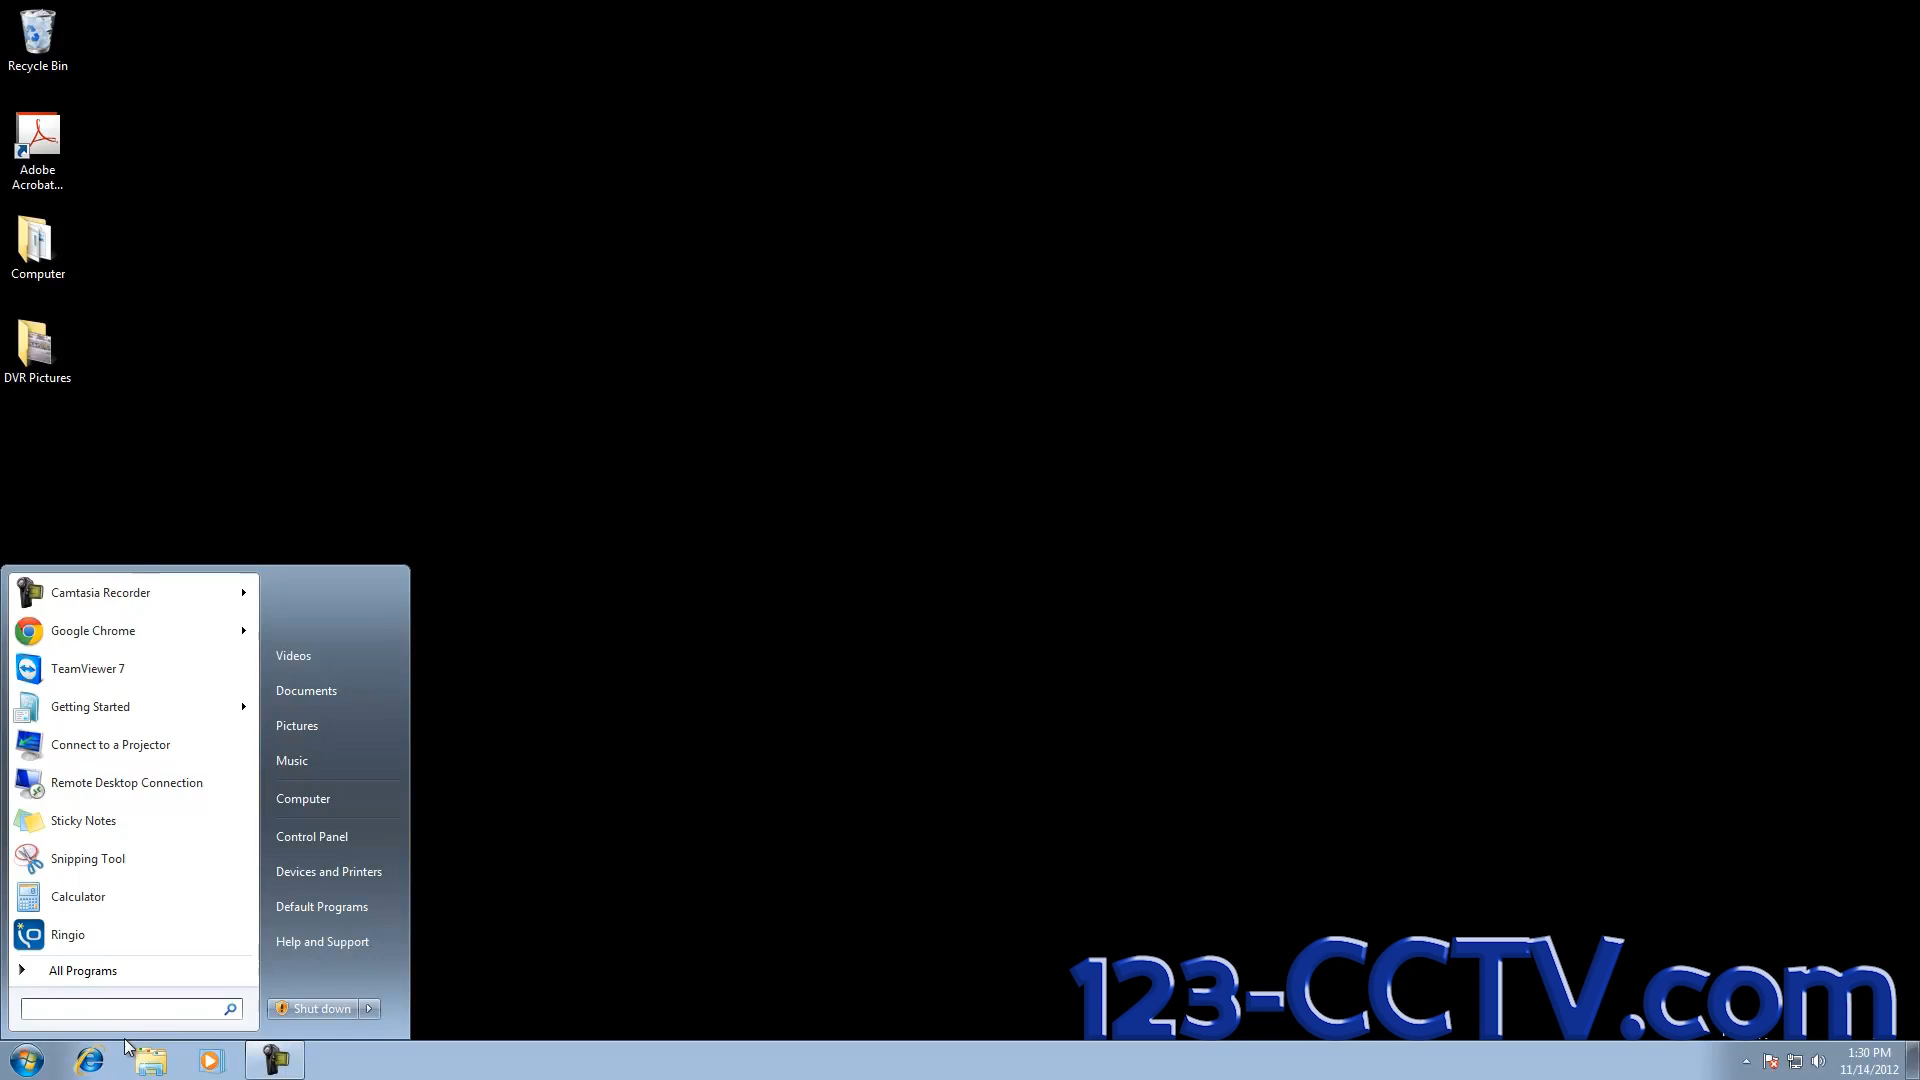 Recycle Bin
Adobe
Acrobat...
Computer
DVR Pictures
Camtasia Recorder
Google Chrome
TeamViewer 7
Getting Started
Connect to a Projector
Remote Desktop Connection
Sticky Notes
Snipping Tool
Calculator
Ringio
All Programs
Videos
Documents
Pictures
Music
Computer
Control Panel
Devices and Printers
Default Programs
Help and Support
Shut down
123-CCTV.com
1:30 PM
11/14/2012